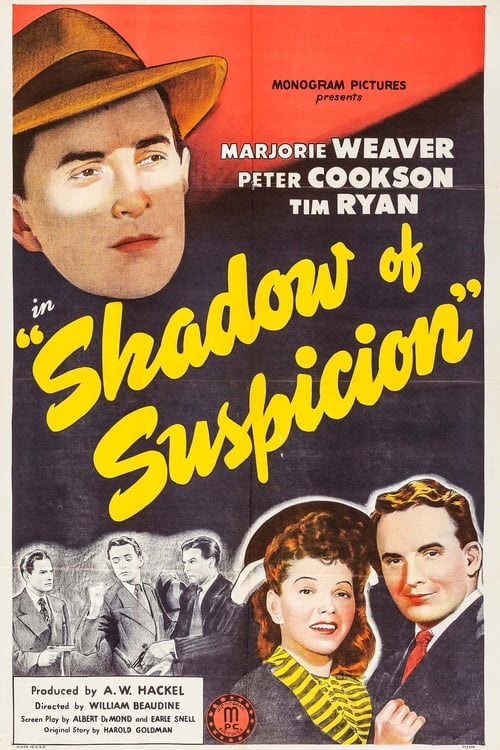 MONOGRAM PICTURES
presents
MARJORIE WEAVER
PETER COOKSON
TIM RYAN
in
"Shadow of
Suspicion"
Produced by A. W. HACKEL
Directed by WILLIAM BEAUDINE
Screen Play by ALBERT DEMOND and EARLE SNELL
Original Story by HAROLD GOLDMAN
M
PC